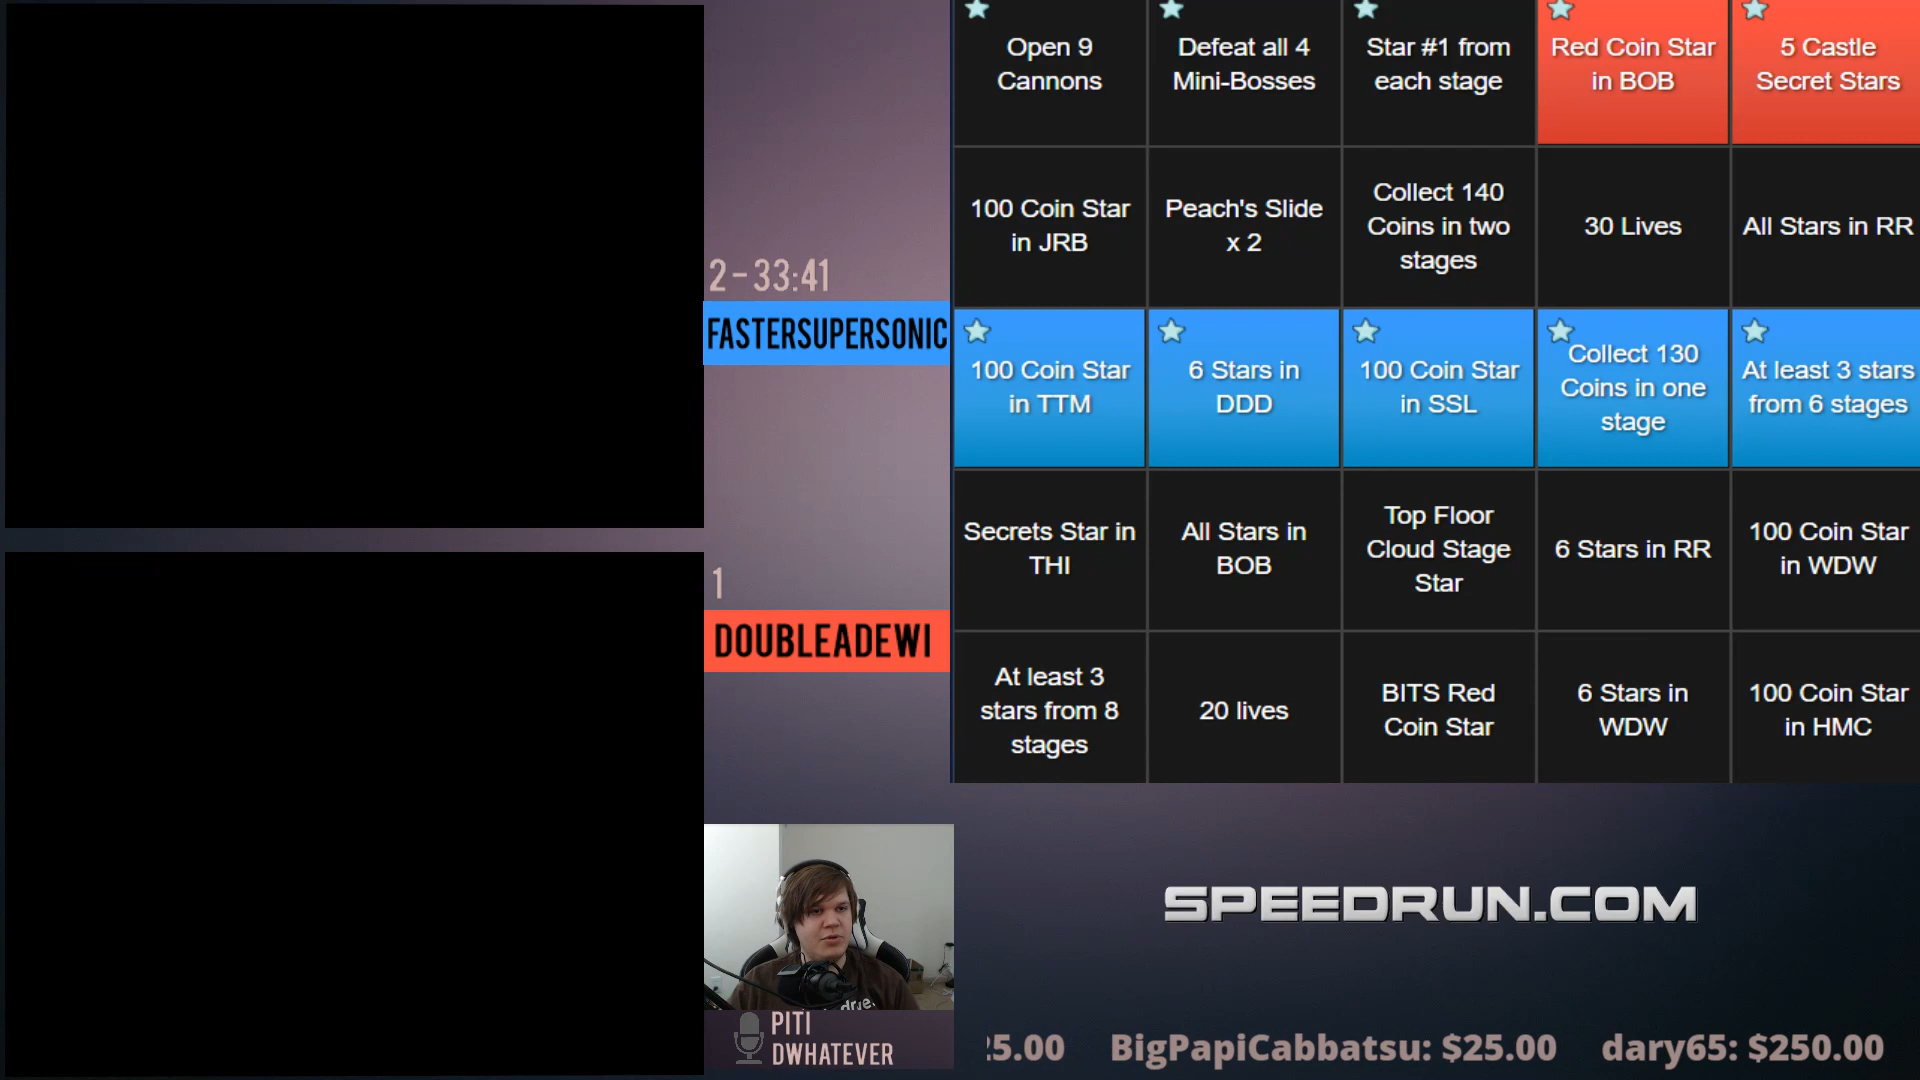 Open 9
Cannons
Defeat all 4
Mini-Bosses
Star #1 from
each stage
Red Coin Star
in BOB
5 Castle
Secret Stars
100 Coin Star
in JRB
Peach's Slide
x 2
Collect 140
Coins in two
stages
30 Lives
All Stars in RR
2-33:41
FASTERSUPERSONIC
100 Coin Star
in TTM
6 Stars in
DDD
100 Coin Star
in SSL
Collect 130
Coins in one
stage
At least 3 stars
from 6 stages
Secrets Star in
THI
All Stars in
BOB
Top Floor
Cloud Stage
Star
6 Stars in RR
100 Coin Star
in WDW
1
DOUBLEADEWI
At least 3
stars from 8
stages
20 lives
BITS Red
Coin Star
6 Stars in
WDW
100 Coin Star
in HMC
SPEEDRUN.COM
PITI
DWHATEVER
5.00 BigPapiCabbatsu: $25.00 dary65: $250.00